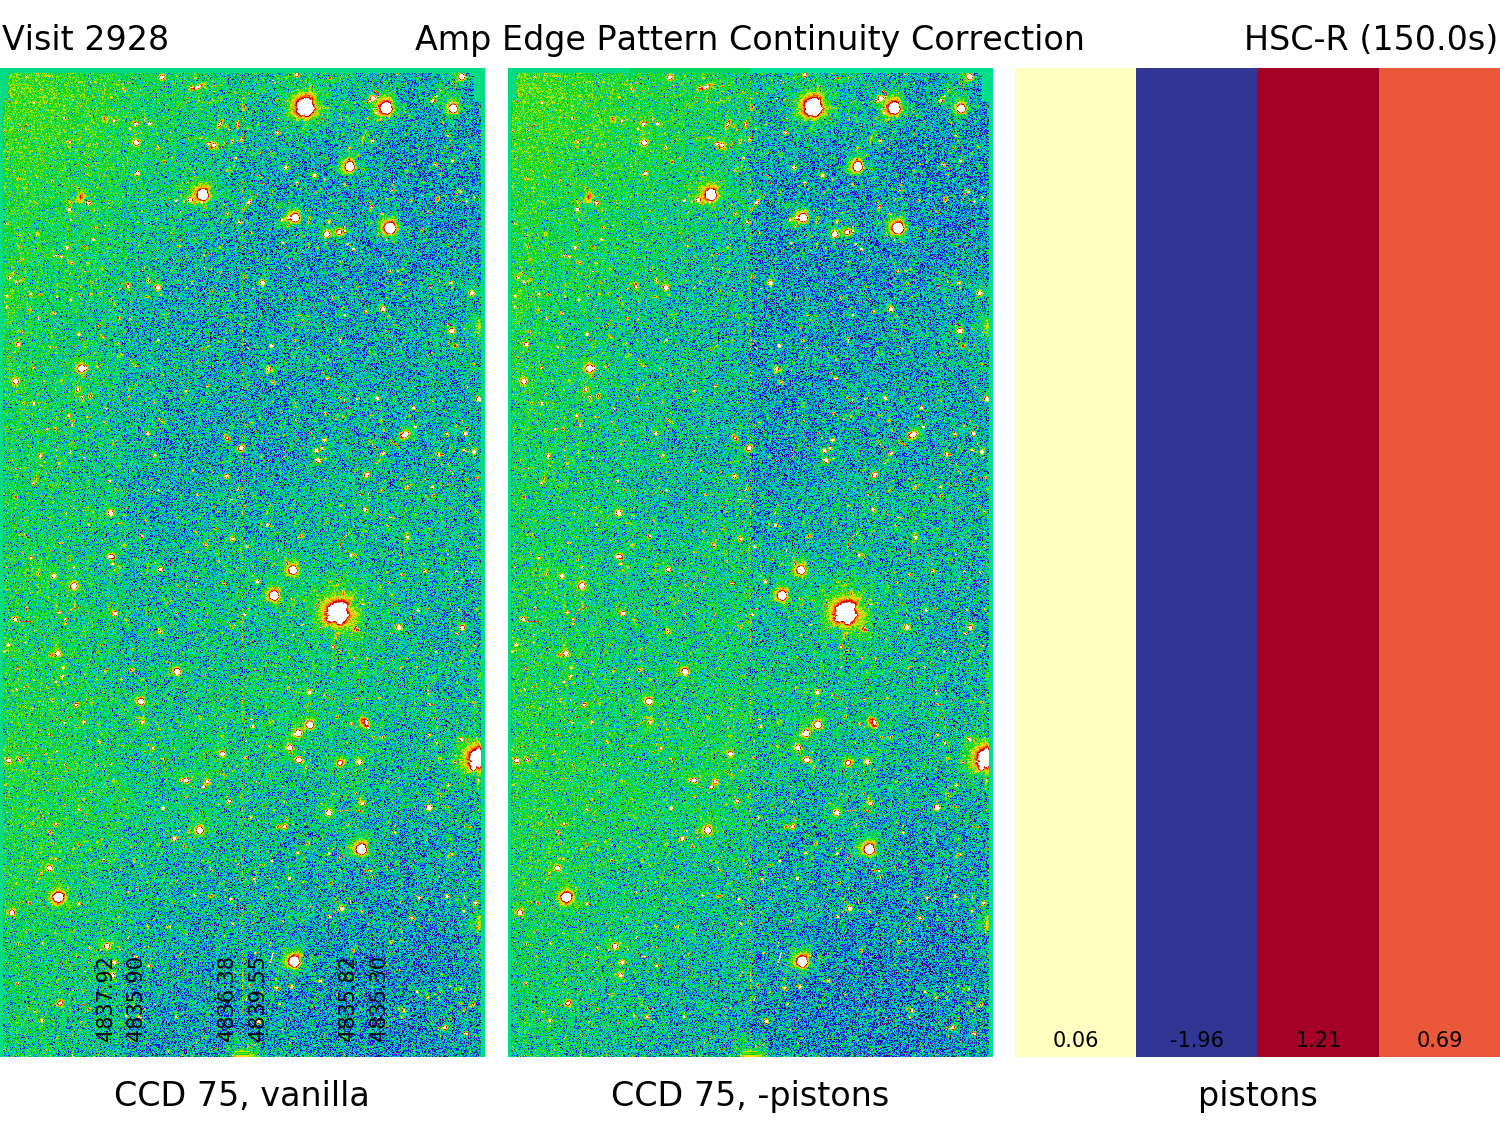 Visit 2928
Amp Edge Pattern Continuity Correction
HSC-R (150.0s)
4837.92
4835.90
4836.38
4839.55
4835.82
4835.30
0.06
-1.96
1.21
0.69
CCD 75, vanilla
CCD 75, -pistons
pistons